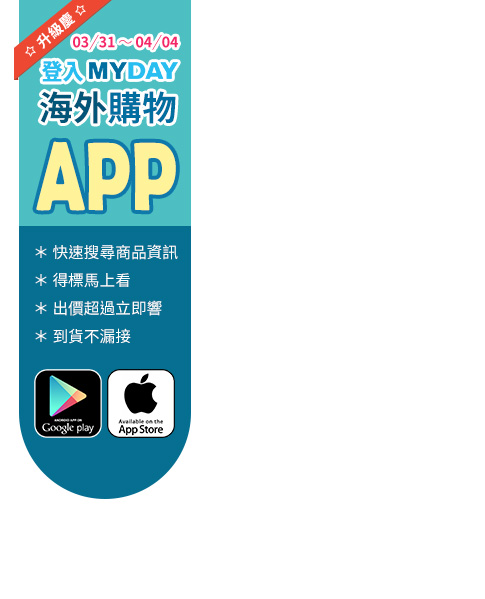 ☆ 升級慶 ☆
03/31～04/04
登入 MYDAY
海外購物
APP
＊ 快速搜尋商品資訊
＊ 得標馬上看
＊ 出價超過立即響
＊ 到貨不漏接
ANDROID APP ON
Google play
Available on the
App Store